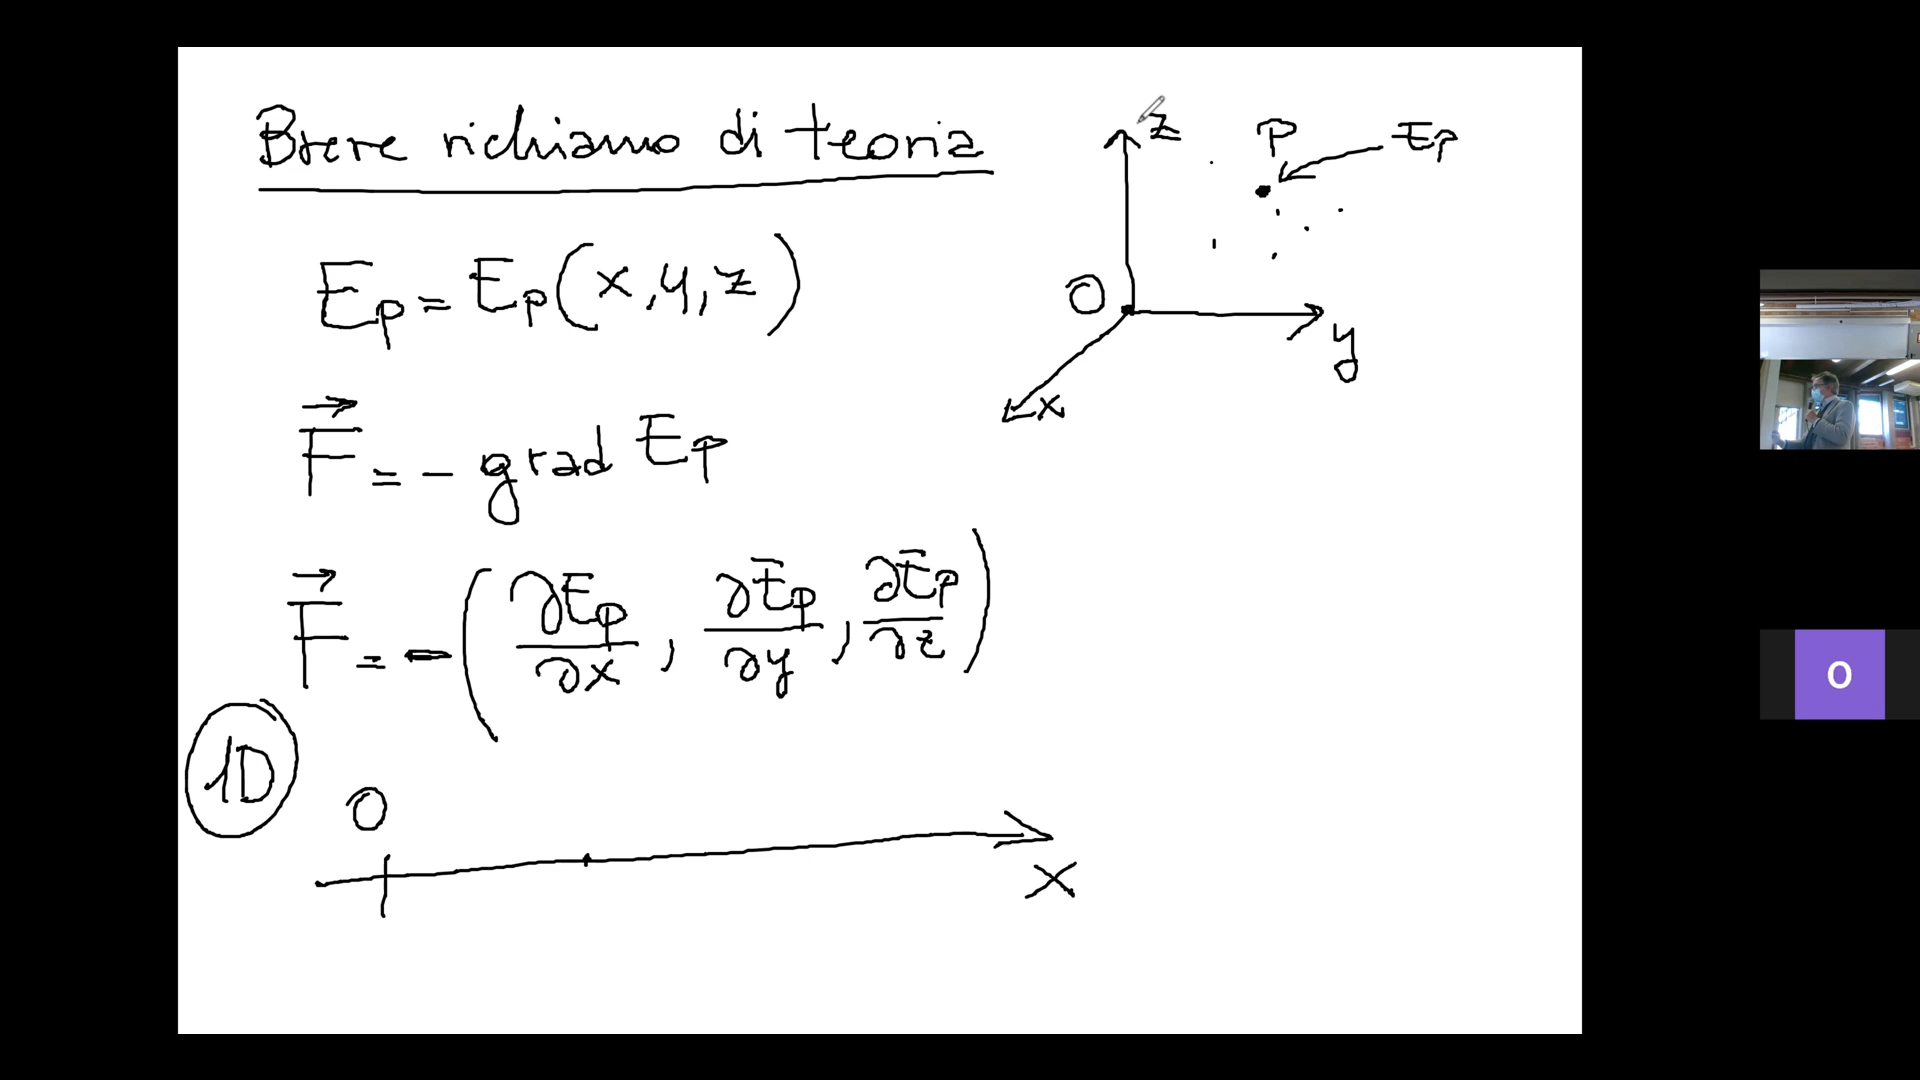 Breve richiamo di teoria
z P Ep
Ep = Ep(x,y,z)
O y
x
F⃗ = - grad Ep
F⃗ = - (∂Ep/∂x, ∂Ep/∂y, ∂Ep/∂z)
1D
O
x
O